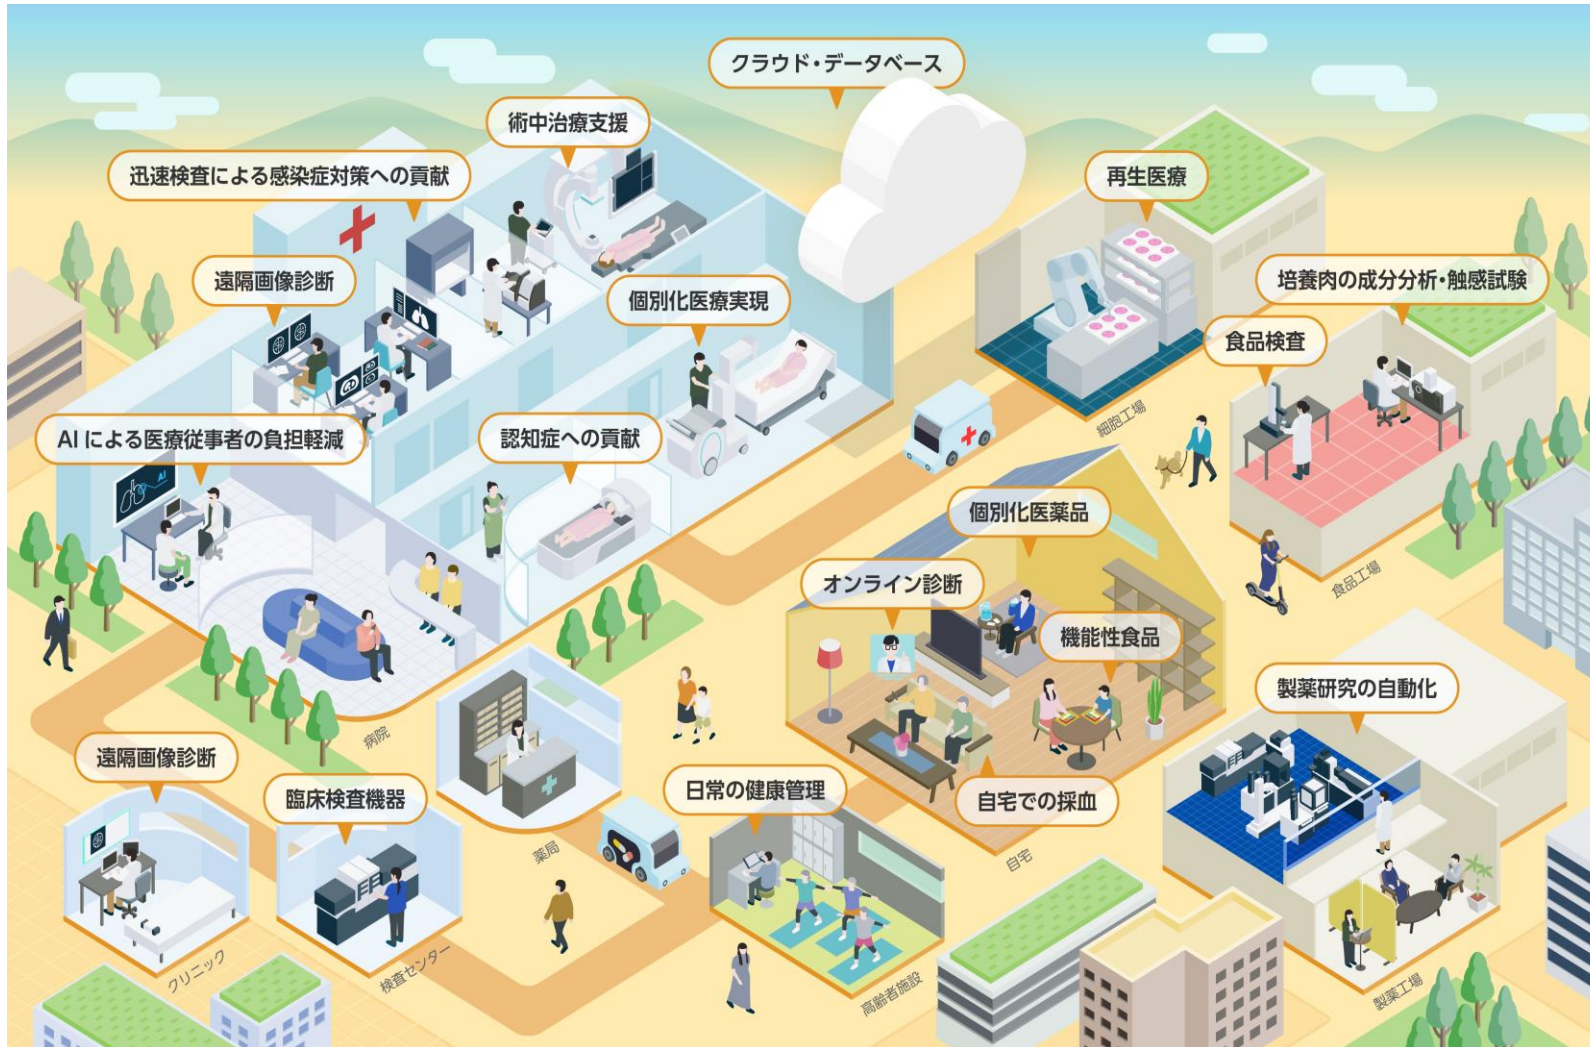 クラウド・データベース
術中治療支援
迅速検査による感染症対策への貢献
再生医療
遠隔画像診断
個別化医療実現
培養肉の成分分析・触感試験
食品検査
AIによる医療従事者の負担軽減
認知症への貢献
細胞工場
AI
個別化医薬品
オンライン診断
食品工場
機能性食品
製薬研究の自動化
病院
遠隔画像診断
臨床検査機器
日常の健康管理
自宅での採血
薬局
自宅
クリニック
検査センター
高齢者施設
製薬工場